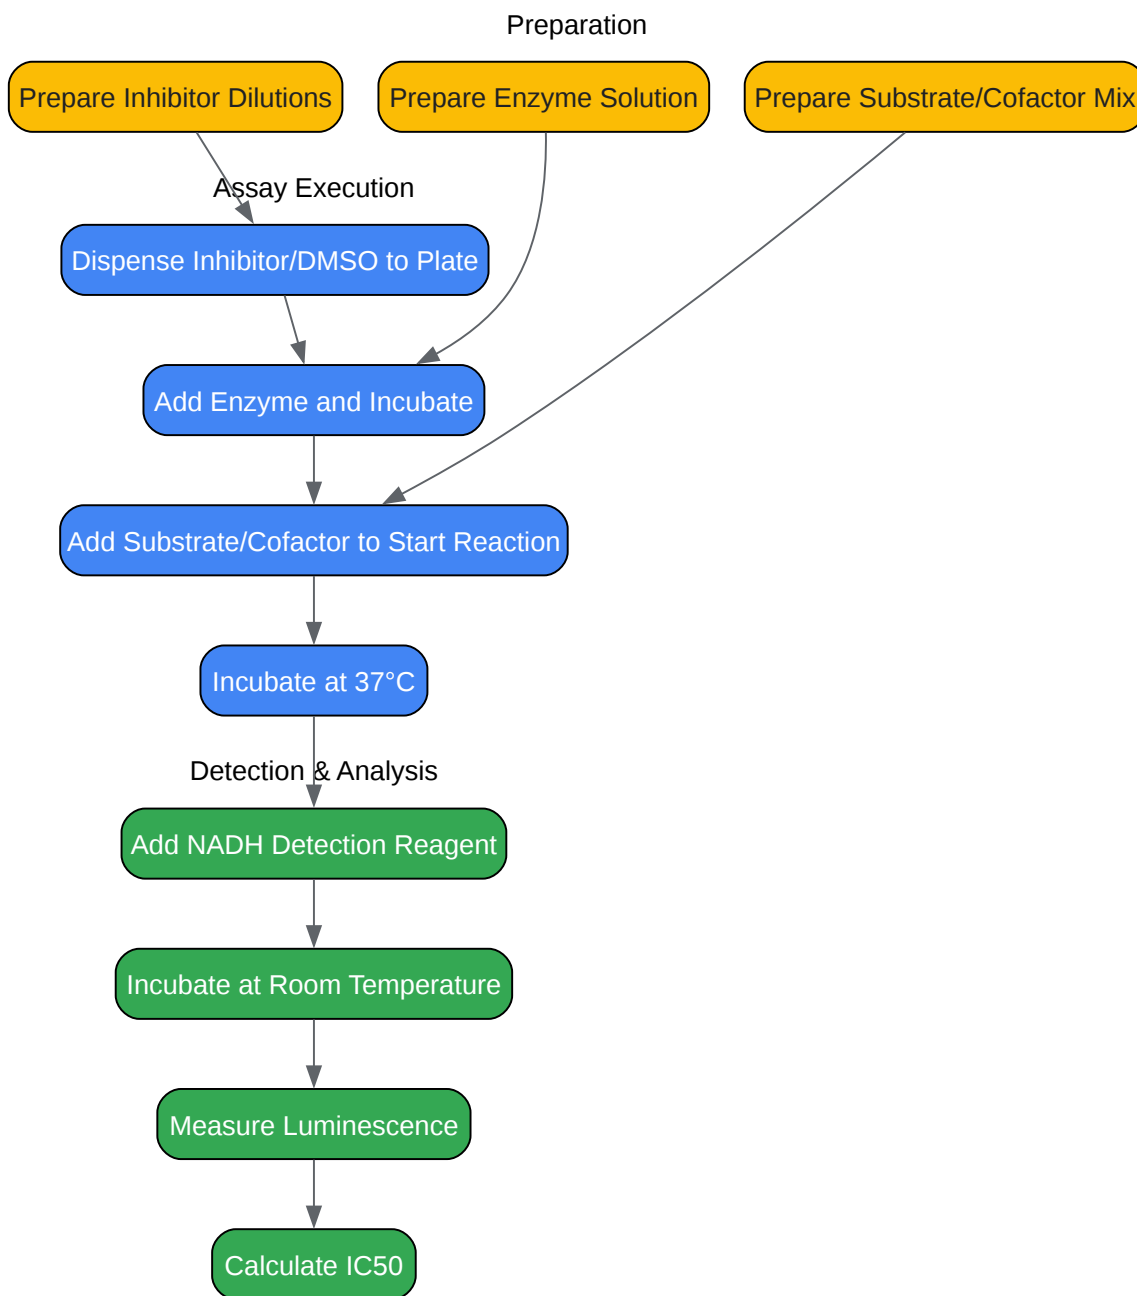 Preparation
Prepare Inhibitor Dilutions
Prepare Enzyme Solution
Prepare Substrate/Cofactor Mix
Assay Execution
Dispense Inhibitor/DMSO to Plate
Add Enzyme and Incubate
Add Substrate/Cofactor to Start Reaction
Incubate at 37°C
Detection & Analysis
Add NADH Detection Reagent
Incubate at Room Temperature
Measure Luminescence
Calculate IC50